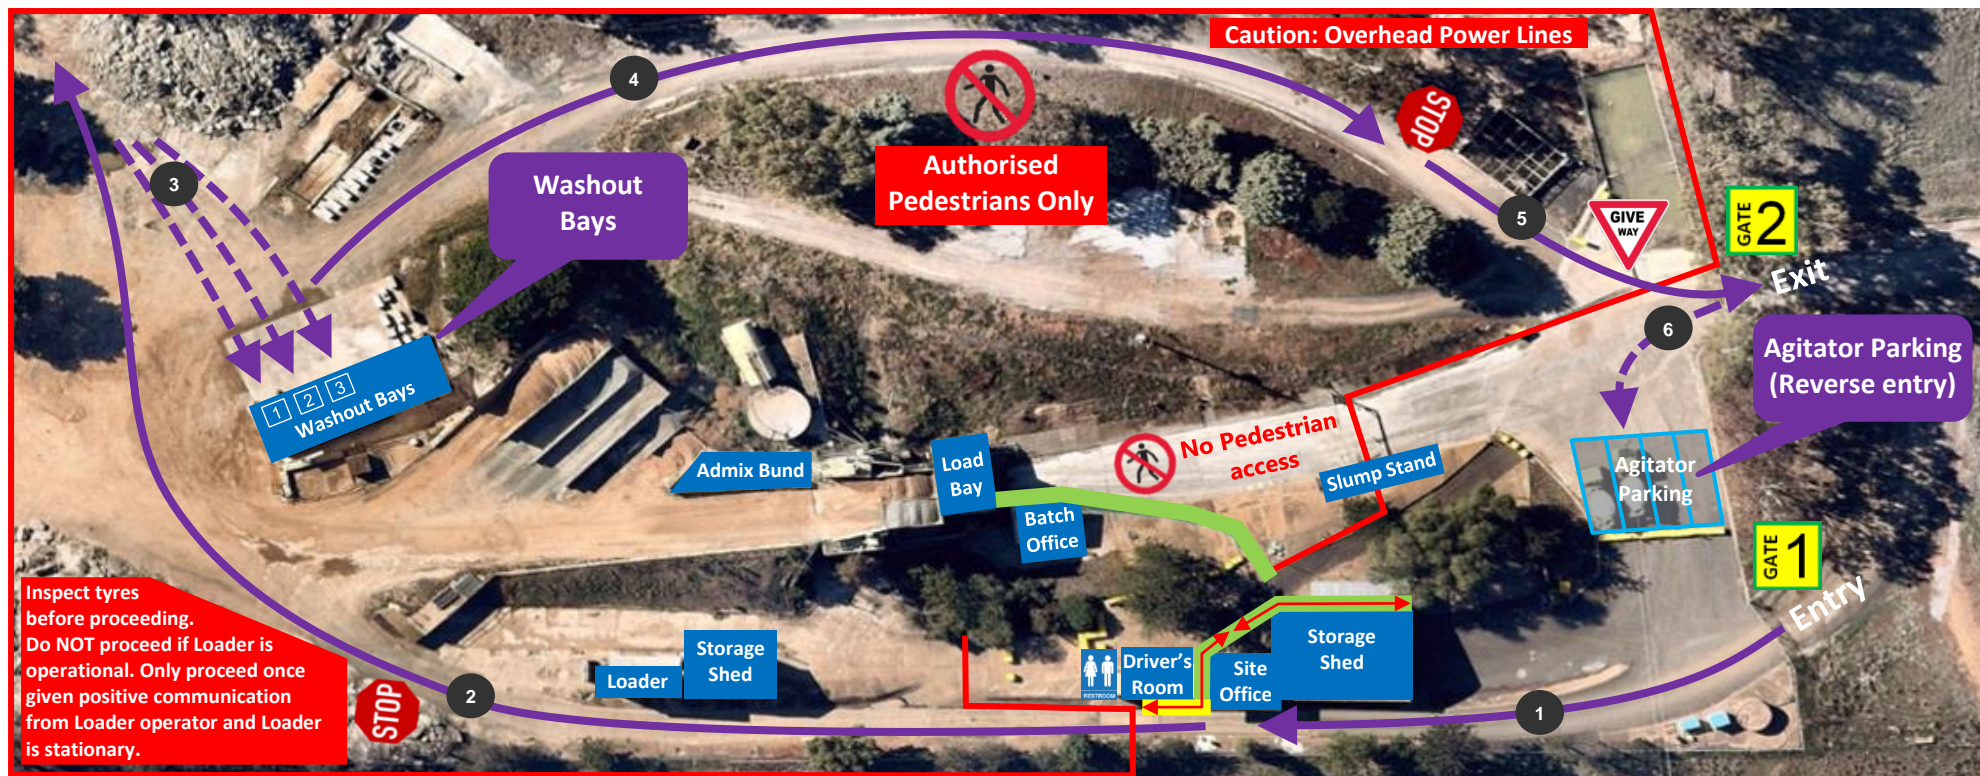 Caution: Overhead Power Lines
4
STOP
Authorised
Pedestrians Only
3
Washout
Bays
5
GIVE
WAY
GATE 2
Exit
6
Agitator Parking
(Reverse entry)
1 2 3
Washout Bays
Admix Bund
Load
Bay
No Pedestrian
access
Slump Stand
Agitator
Parking
Batch
Office
GATE 1
Entry
Inspect tyres
before proceeding.
Do NOT proceed if Loader is
operational. Only proceed once
given positive communication
from Loader operator and Loader
is stationary.
STOP
2
Loader
Storage
Shed
RESTROOM
Driver's
Room
Site
Office
Storage
Shed
1